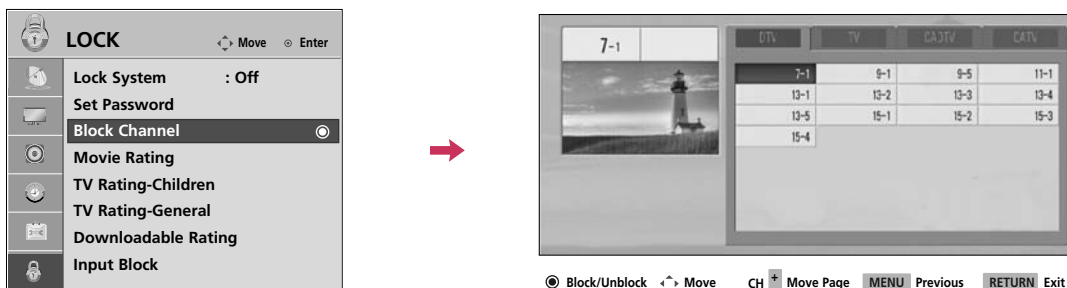 LOCK Move Enter
Lock System : Off
Set Password
Block Channel
Movie Rating
TV Rating-Children
TV Rating-General
Downloadable Rating
Input Block
7-1
DTV TV CADTV CATV
7-1 9-1 9-5 11-1
13-1 13-2 13-3 13-4
13-5 15-1 15-2 15-3
15-4
Block/Unblock Move CH + Move Page MENU Previous RETURN Exit